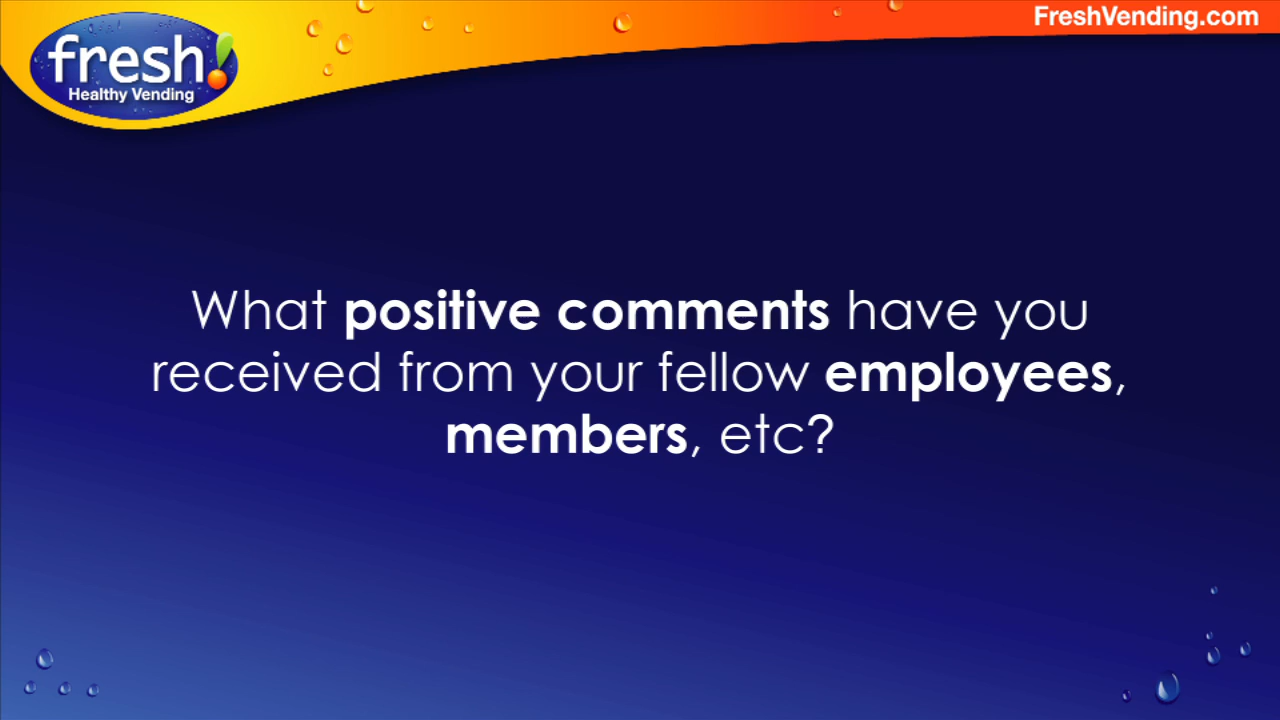 FreshVending.com
fresh!
Healthy Vending
What positive comments have you
received from your fellow employees,
members, etc?